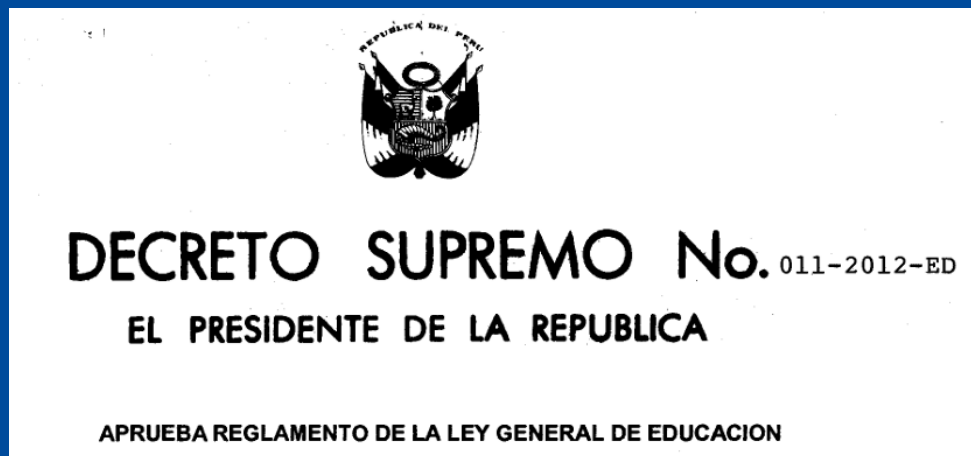 REPUBLICA DEL PERU
DECRETO SUPREMO No. 011-2012-ED
EL PRESIDENTE DE LA REPUBLICA
APRUEBA REGLAMENTO DE LA LEY GENERAL DE EDUCACION